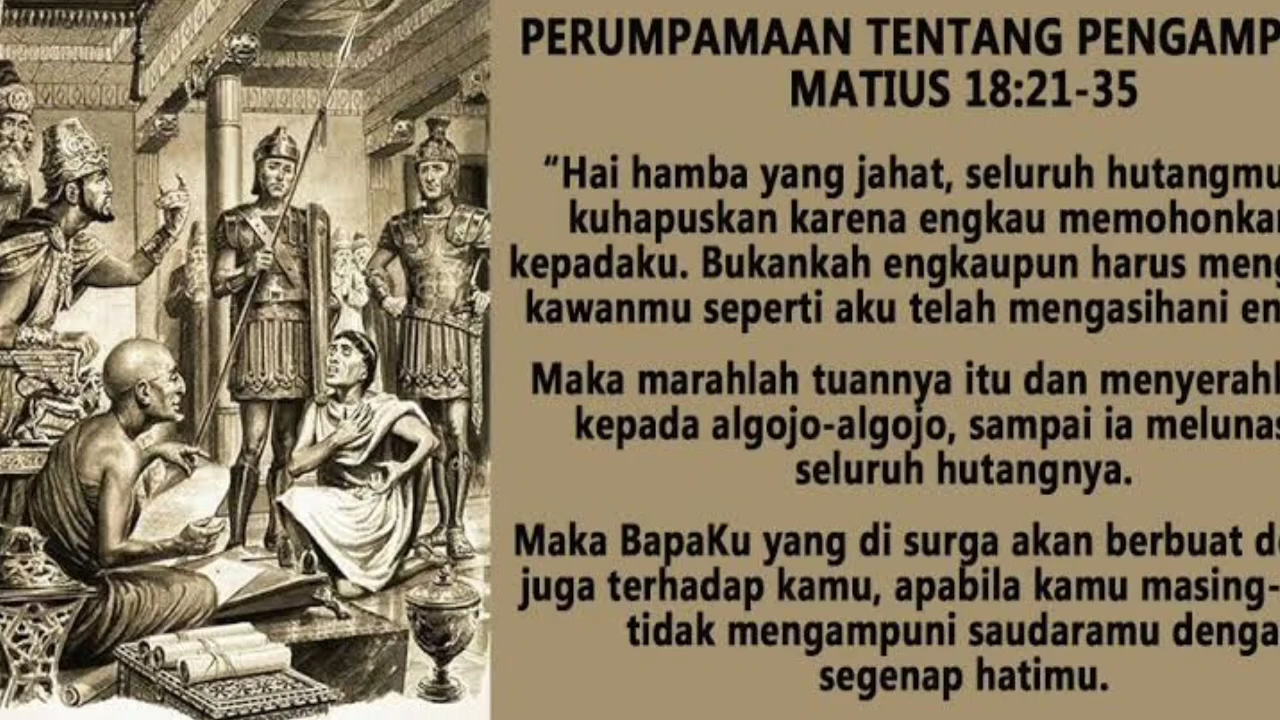 PERUMPAMAAN TENTANG PENGAMP
MATIUS 18:21-35
“Hai hamba yang jahat, seluruh hutangmu
kuhapuskan karena engkau memohonkan
kepadaku. Bukankah engkaupun harus meng
kawanmu seperti aku telah mengasihani en
Maka marahlah tuannya itu dan menyerahk
kepada algojo-algojo, sampai ia melunas
seluruh hutangnya.
Maka BapaKu yang di surga akan berbuat de
juga terhadap kamu, apabila kamu masing-
tidak mengampuni saudaramu denga
segenap hatimu.